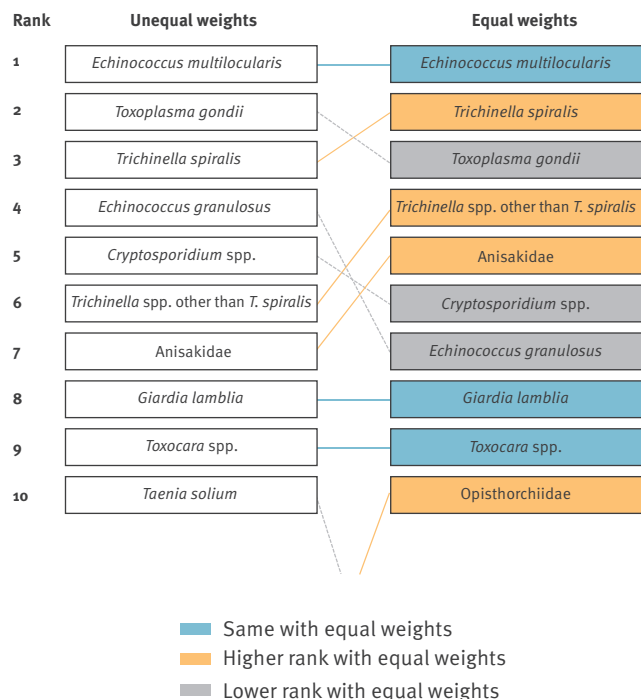 Rank Unequal weights Equal weights
1 Echinococcus multilocularis Echinococcus multilocularis
2 Toxoplasma gondii Trichinella spiralis
3 Trichinella spiralis Toxoplasma gondii
4 Echinococcus granulosus Trichinella spp. other than T. spiralis
5 Cryptosporidium spp. Anisakidae
6 Trichinella spp. other than T. spiralis Cryptosporidium spp.
7 Anisakidae Echinococcus granulosus
8 Giardia lamblia Giardia lamblia
9 Toxocara spp. Toxocara spp.
10 Taenia solium Opisthorchiidae
Same with equal weights
Higher rank with equal weights
Lower rank with equal weights